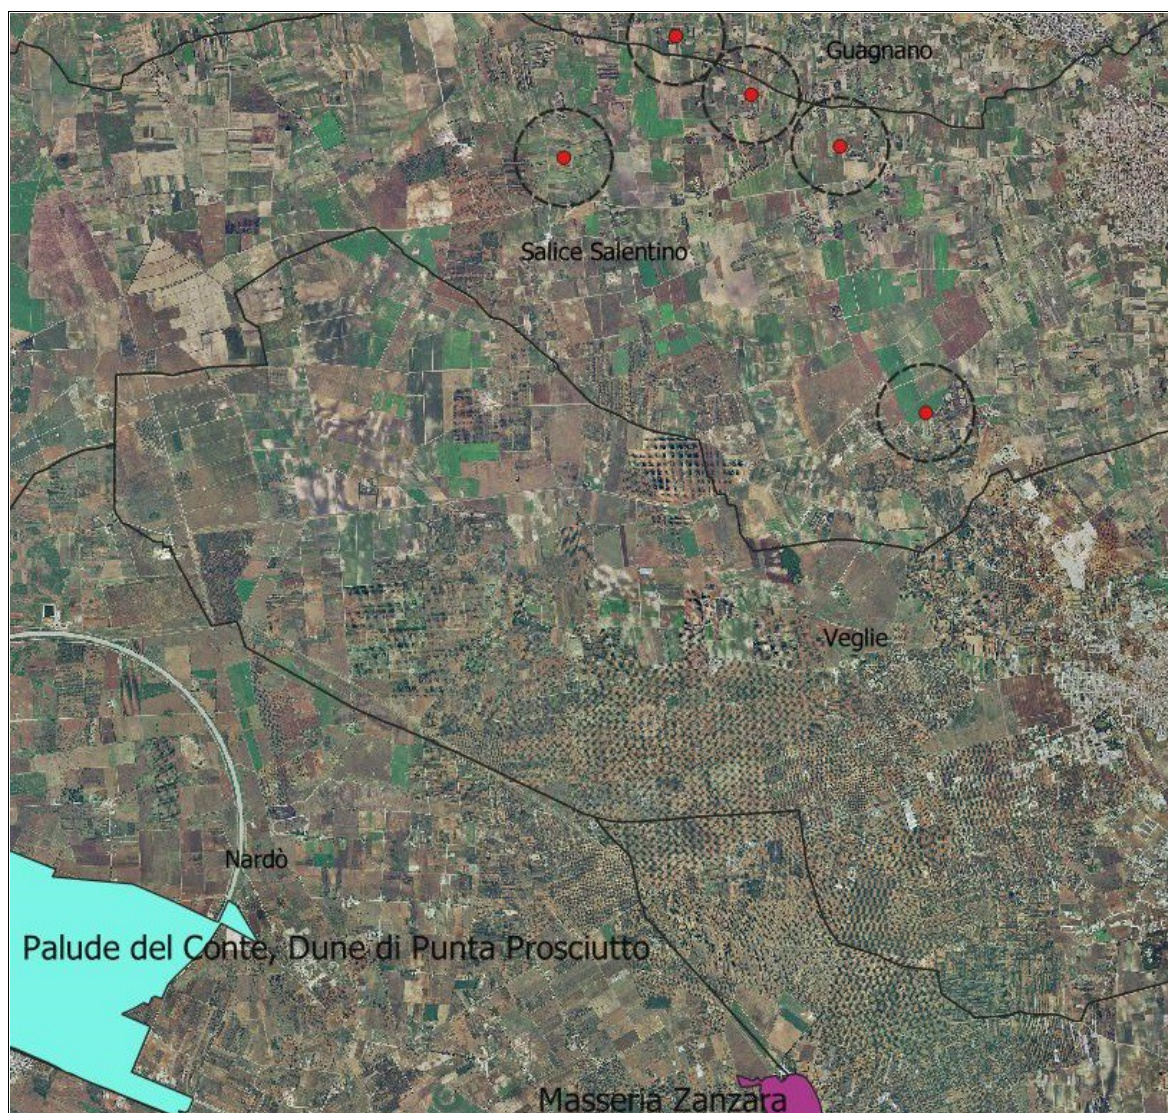 Guagnano
Salice Salentino
Veglie
Nardò
Palude del Conte, Dune di Punta Prosciutto
Masseria Zanzara